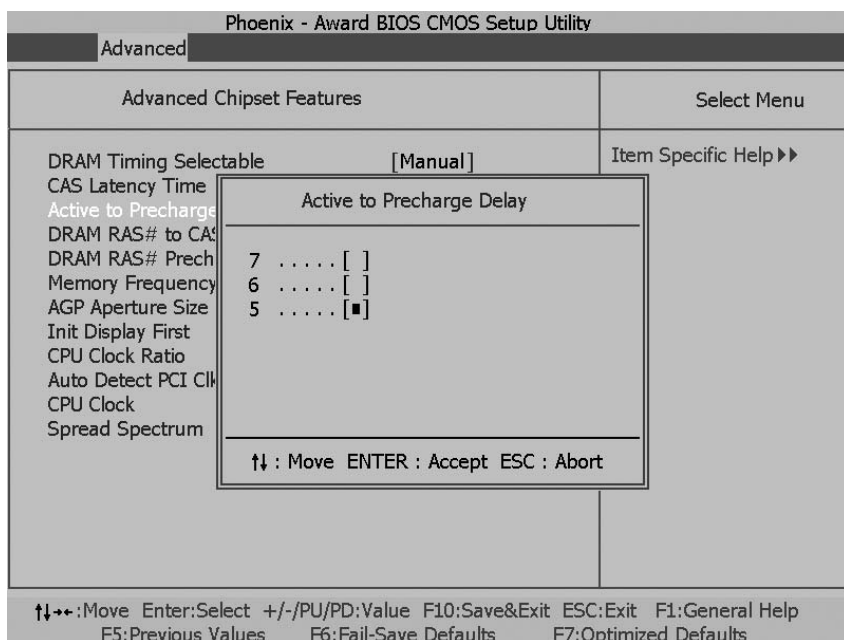 Phoenix - Award BIOS CMOS Setup Utility
Advanced
Advanced Chipset Features
Select Menu
DRAM Timing Selectable [Manual]
Item Specific Help▶▶
CAS Latency Time
Active to Precharge
DRAM RAS# to CAS
DRAM RAS# Prech
Memory Frequency
AGP Aperture Size
Init Display First
CPU Clock Ratio
Auto Detect PCI Clk
CPU Clock
Spread Spectrum
Active to Precharge Delay
7 .....[ ]
6 .....[ ]
5 .....[■]
↑↓ : Move ENTER : Accept ESC : Abort
↑↓→←:Move Enter:Select +/-/PU/PD:Value F10:Save&Exit ESC:Exit F1:General Help
F5:Previous Values F6:Fail-Save Defaults F7:Optimized Defaults